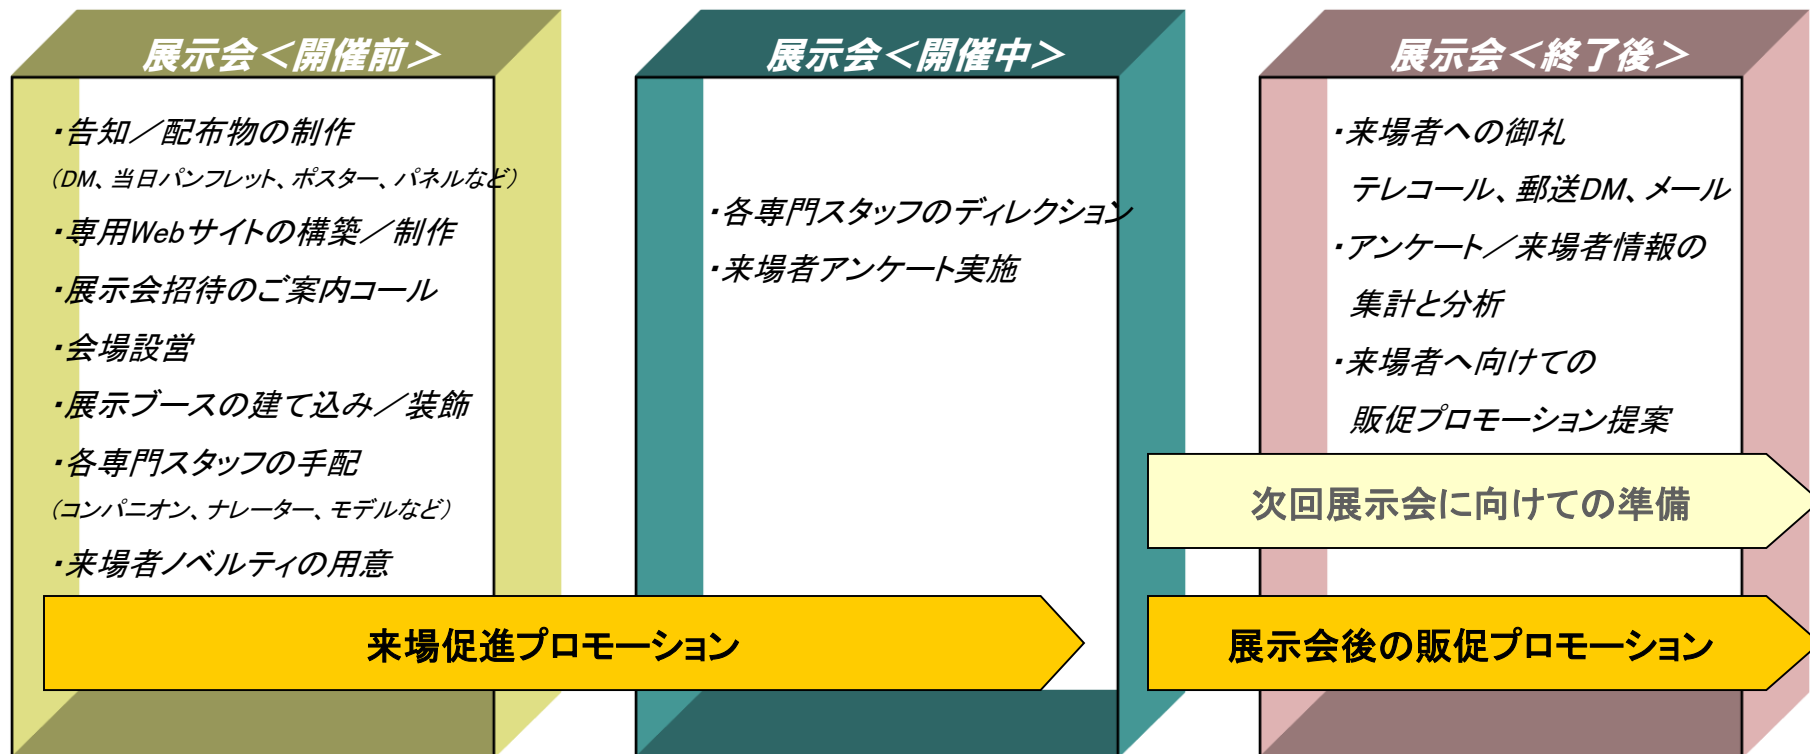 展示会＜開催前＞
・告知／配布物の制作
（DM、当日パンフレット、ポスター、パネルなど）
・専用Webサイトの構築／制作
・展示会招待のご案内コール
・会場設営
・展示ブースの建て込み／装飾
・各専門スタッフの手配
（コンパニオン、ナレーター、モデルなど）
・来場者ノベルティの用意
展示会＜開催中＞
・各専門スタッフのディレクション
・来場者アンケート実施
展示会＜終了後＞
・来場者への御礼
テレコール、郵送DM、メール
・アンケート／来場者情報の
集計と分析
・来場者へ向けての
販促プロモーション提案
次回展示会に向けての準備
来場促進プロモーション
展示会後の販促プロモーション